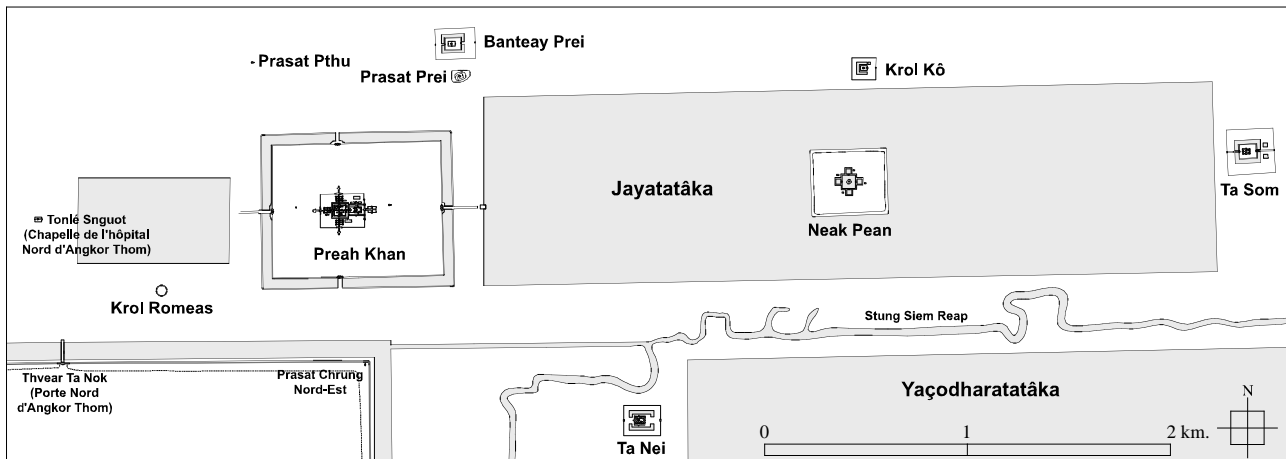 Banteay Prei
Prasat Pthu
Prasat Prei
Krol Kô
Jayatatâka
Ta Som
Neak Pean
Tonlé Snguot
(Chapelle de l'hôpital
Nord d'Angkor Thom)
Preah Khan
Krol Romeas
Stung Siem Reap
Thvear Ta Nok
(Porte Nord
d'Angkor Thom)
Prasat Chrung
Nord-Est
Yaçodharatatâka
N
0 1 2 km.
Ta Nei